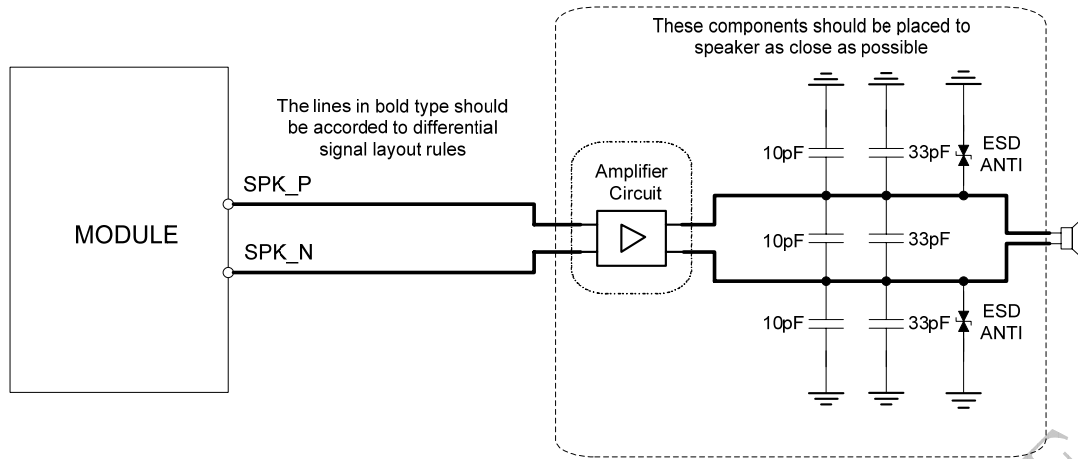 These components should be placed to
speaker as close as possible
The lines in bold type should
be accorded to differential
signal layout rules
MODULE
SPK_P
SPK_N
Amplifier
Circuit
10pF
33pF
ESD
ANTI
10pF
33pF
10pF
33pF
ESD
ANTI